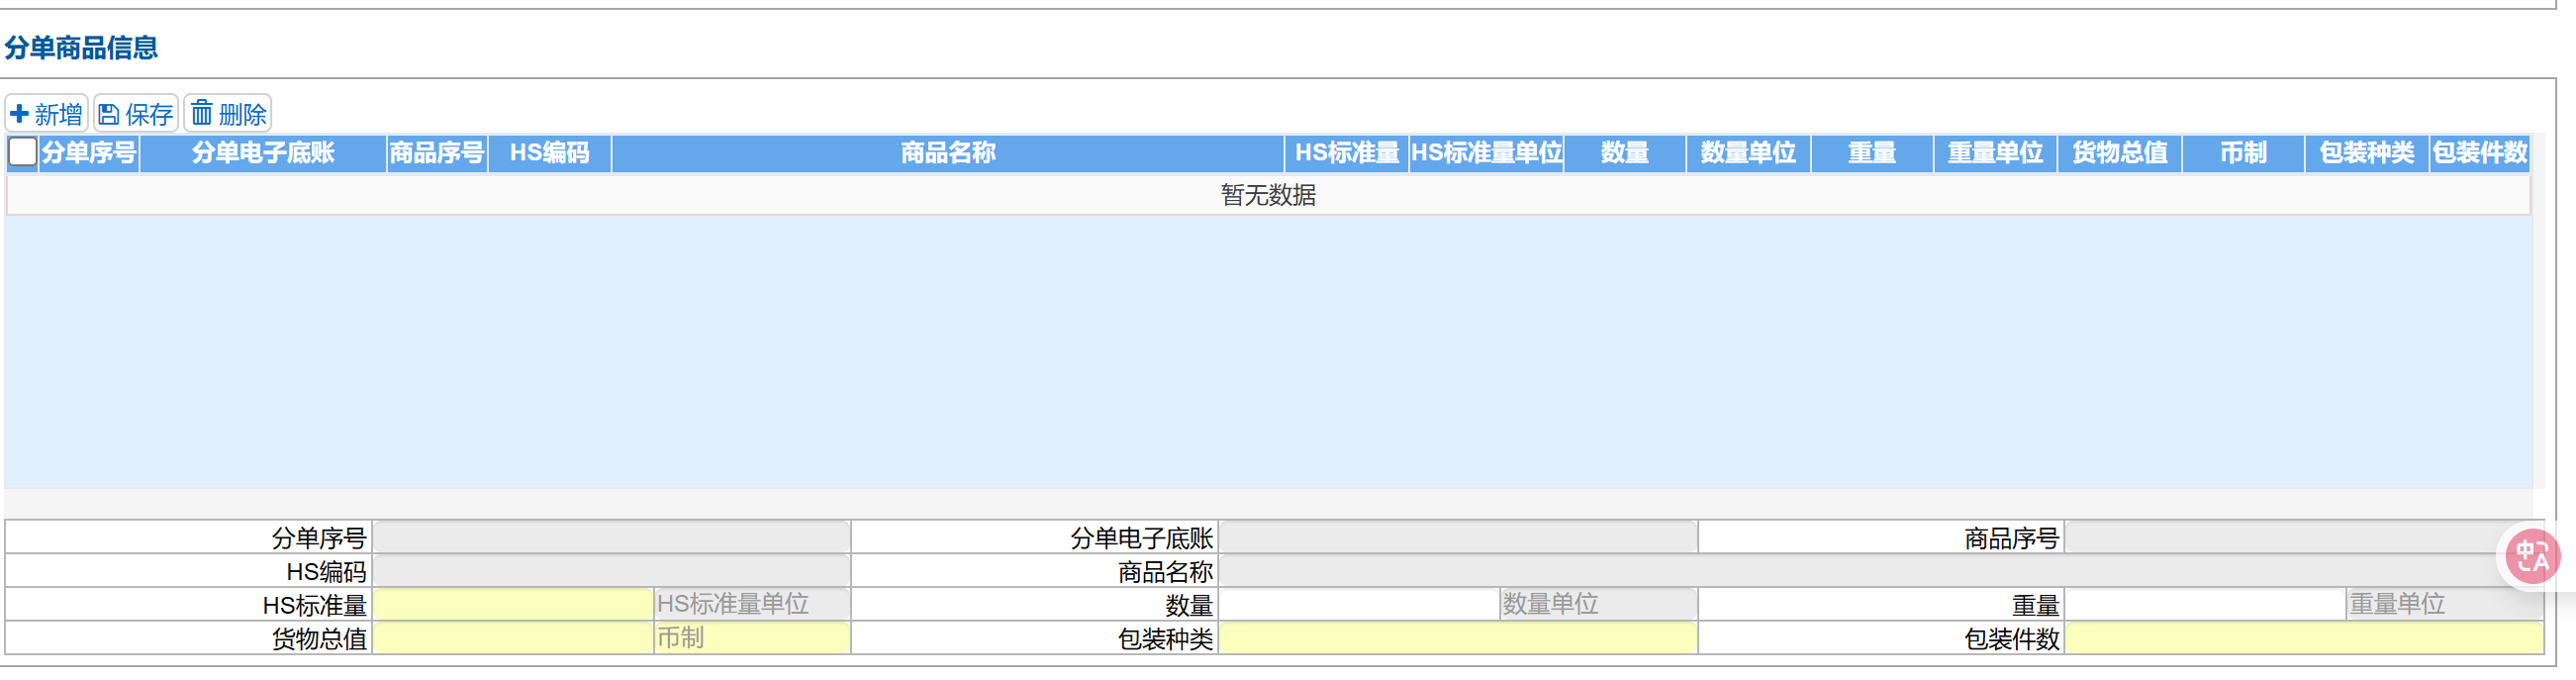 分单商品信息
新增 保存 删除
分单序号 分单电子底账 商品序号 HS编码 商品名称 HS标准量 HS标准量单位 数量 数量单位 重量 重量单位 货物总值 币制 包装种类 包装件数
暂无数据
分单序号 分单电子底账 商品序号
HS编码 商品名称
HS标准量 HS标准量单位 数量 数量单位 重量 重量单位
货物总值 币制 包装种类 包装件数
中 A